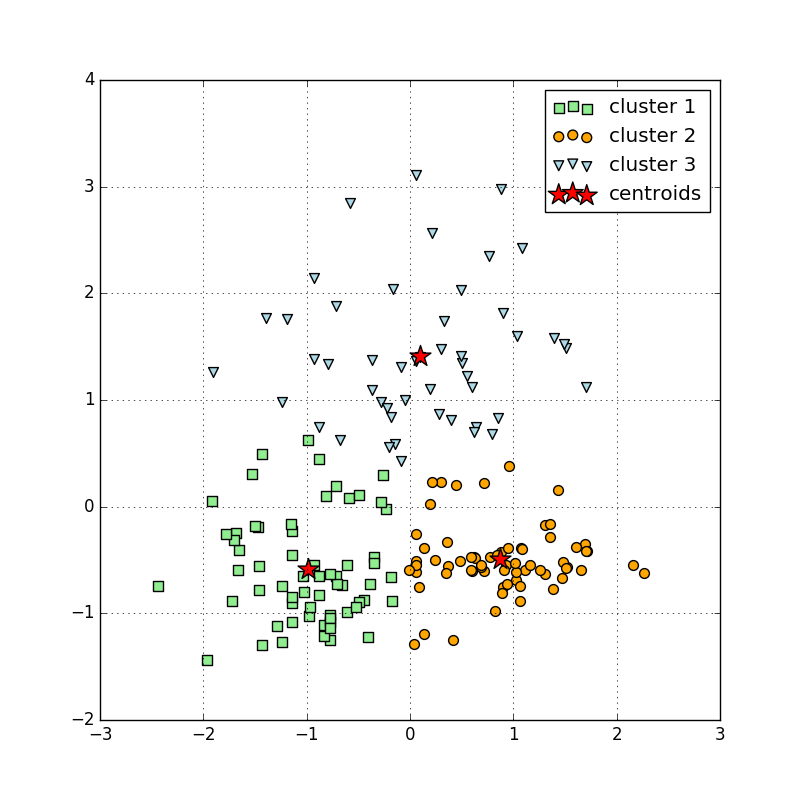 4
cluster 1
cluster 2
cluster 3
centroids
3
2
1
0
−1
−2
−3 −2 −1 0 1 2 3